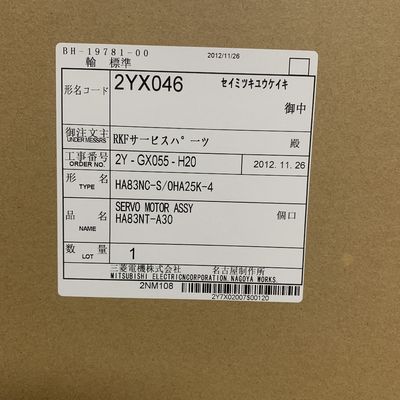 BH-19781-00 2012/11/26
輸 標準
形名コード 2YX046 セイミツキユウケイキ
御中
御注文主 UNDER MESSRS RKFサービスパーツ 殿
工事番号 ORDER NO. 2Y-GX055-H20 2012.11.26
形 名 TYPE HA83NC-S/OHA25K-4
品 名 NAME SERVO MOTOR ASSY 個口
HA83NT-A30
数 量 LOT 1
三菱電機株式会社 名古屋製作所
MITSUBISHI ELECTRICNCORPORATION NAGOYA WORKS.
2NM108 2Y7X02007S00120